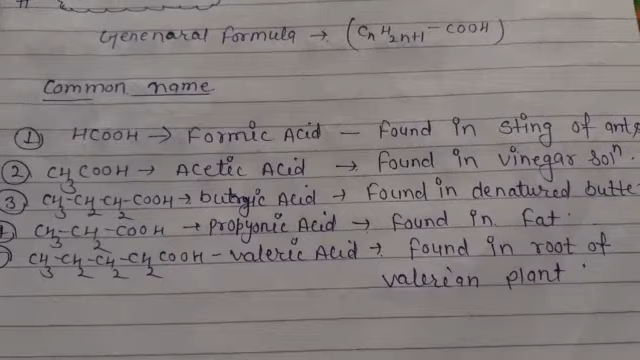 Genenaral formula → (CnH2n+1 - COOH)
Common name
① HCOOH → Formic Acid - found in sting of ants
② CH3COOH → Acetic Acid → found in vinegar soln.
③ CH3-CH2-CH2-COOH → butyric Acid → found in denatured butte
CH3-CH2-COOH → propyonic Acid → found in fat.
CH3-CH2-CH2-CH2COOH - valeric Acid → found in root of
valerian plant.